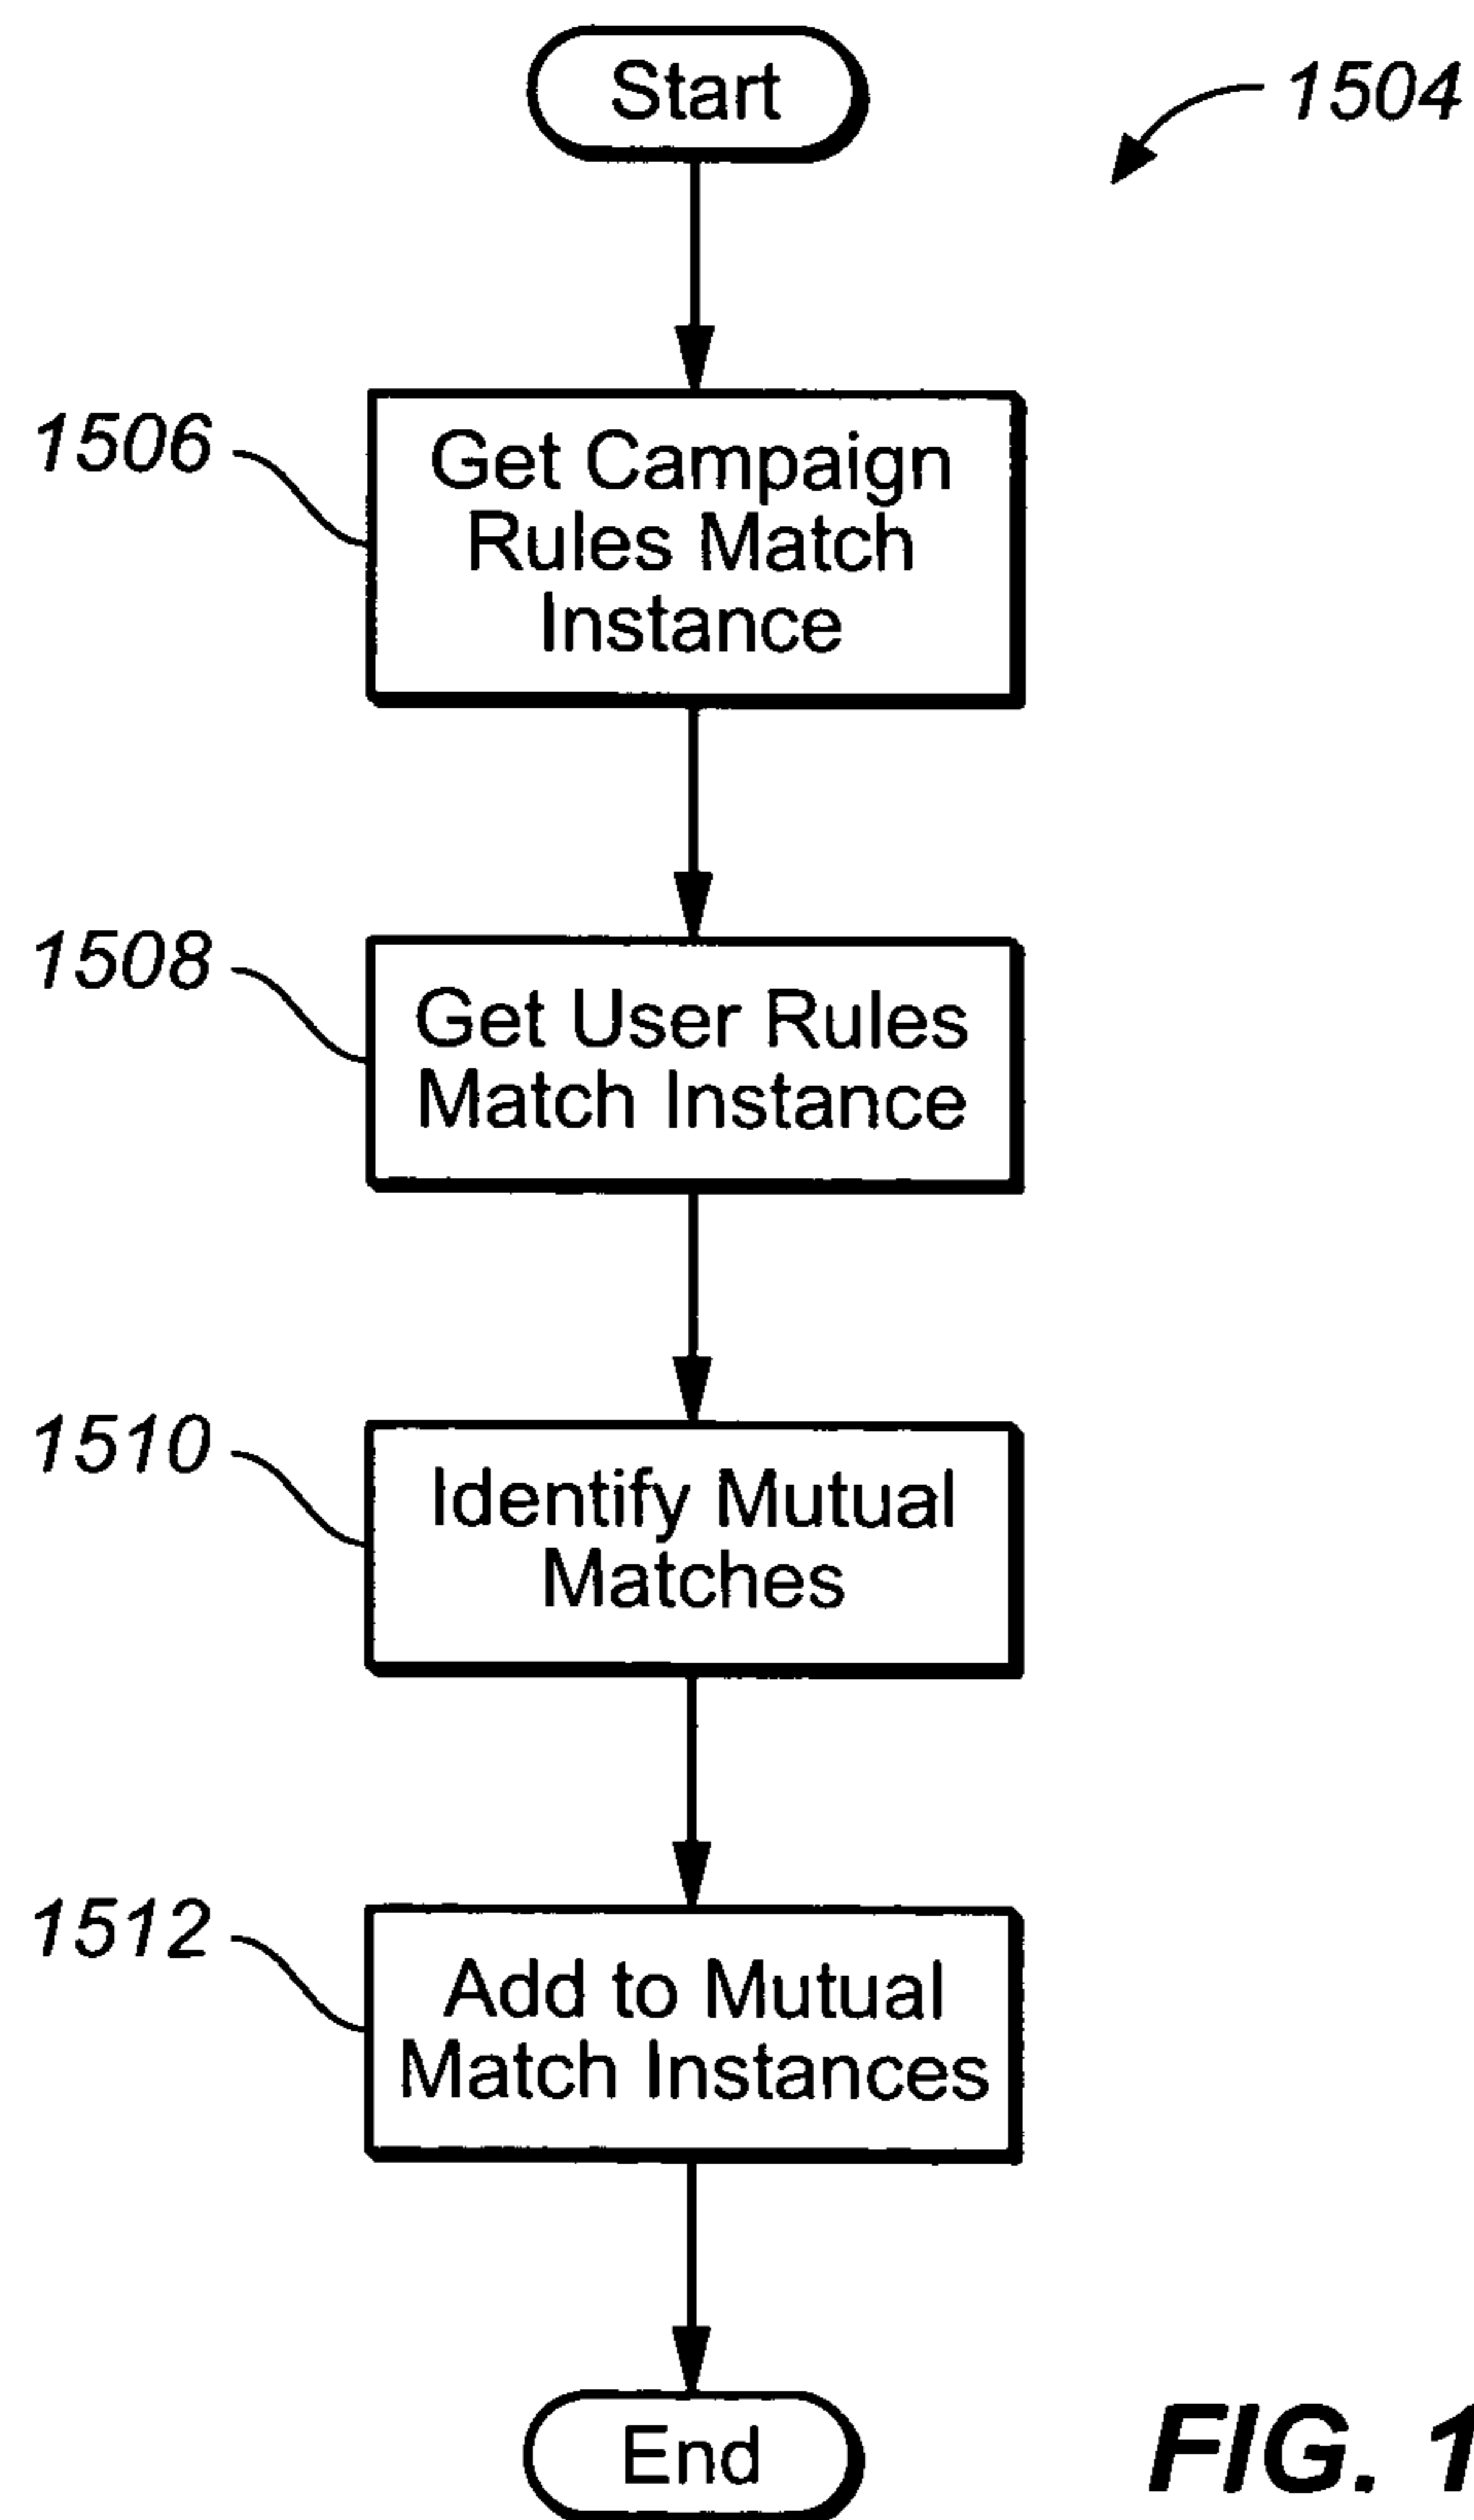 Start
1504
1506
Get Campaign
Rules Match
Instance
1508
Get User Rules
Match Instance
1510
Identify Mutual
Matches
1512
Add to Mutual
Match Instances
End
FIG. 1